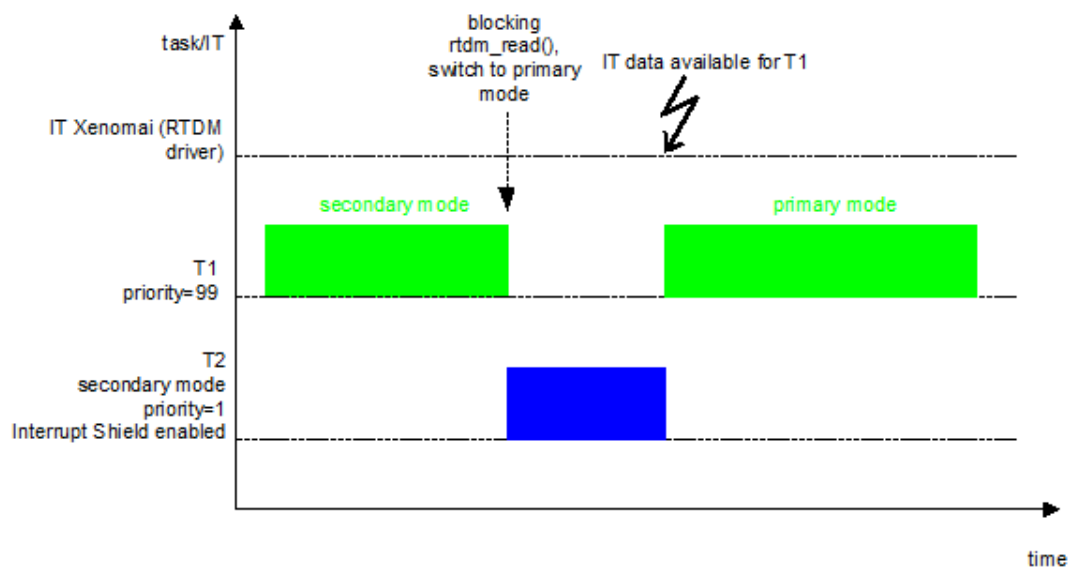 task/IT
blocking
rtdm_read(),
switch to primary
mode
IT data available for T1
IT Xenomai (RTDM
driver)
secondary mode
primary mode
T1
priority=99
T2
secondary mode
priority=1
Interrupt Shield enabled
time